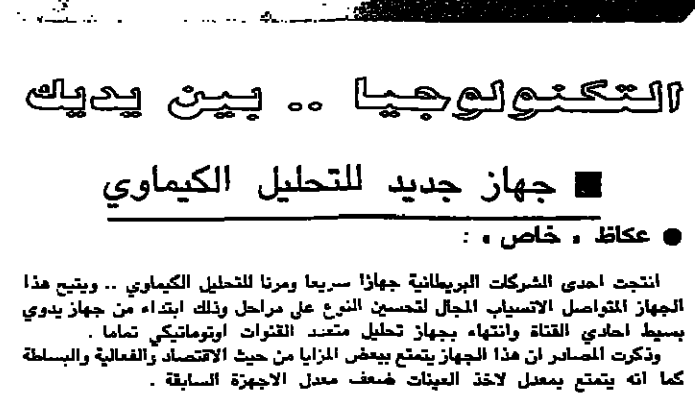 التكنولوجيا .. بين يديك
■ جهاز جديد للتحليل الكيماوي
● عكاظ « خاص » :
انتجت احدى الشركات البريطانية جهازا سريعا ومرنا للتحليل الكيماوي .. ويتيح هذا
الجهاز المتواصل الانسياب المجال لتحسين النوع على مراحل وذلك ابتداء من جهاز يدوي
بسيط احادي القناة وانتهاء بجهاز تحليل متعدد القنوات اوتوماتيكي تماما .
وذكرت المصادر ان هذا الجهاز يتمتع ببعض المزايا من حيث الاقتصاد والفعالية والبساطة
كما انه يتمتع بمعدل لاخذ العينات ضعف معدل الاجهزة السابقة .